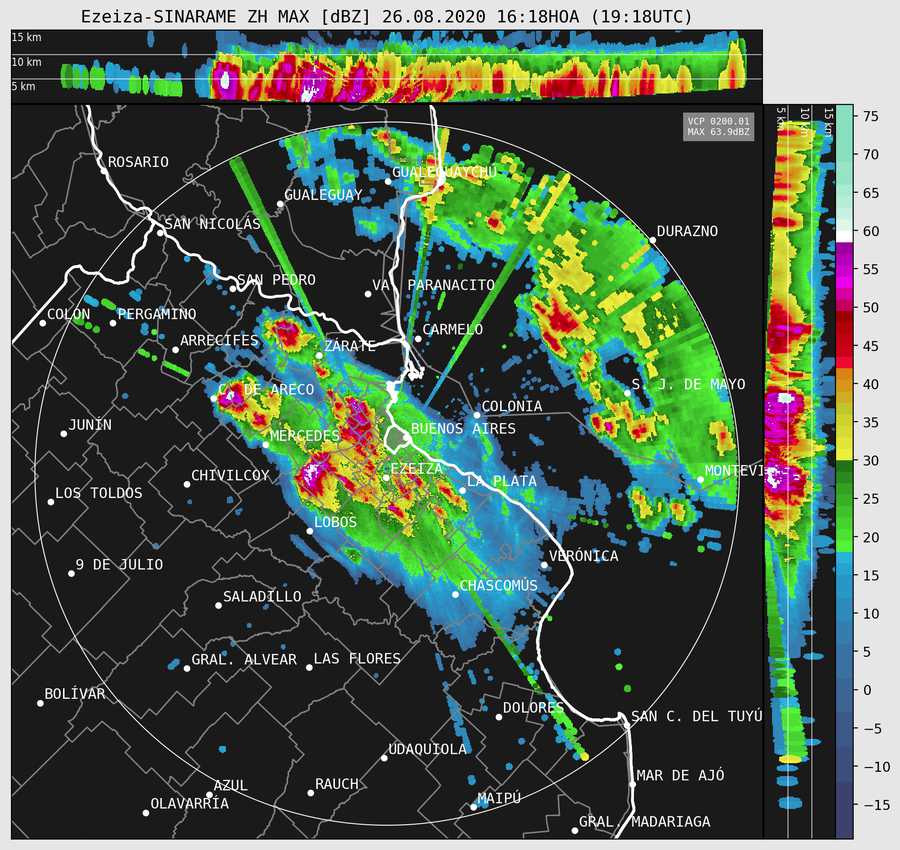 Ezeiza-SINARAME ZH MAX [dBZ] 26.08.2020 16:18HOA (19:18UTC)
15 km
10 km
5 km
5 km
10 km
15 km
VCP 0200.01
MAX 63.9dBZ
ROSARIO
GUALEGUAYCHÚ
GUALEGUAY
SAN NICOLÁS
DURAZNO
SAN PEDRO
VA. PARANACITO
COLÓN
PERGAMINO
CARMELO
ARRECIFES
ZÁRATE
C. DE ARECO
S. J. DE MAYO
COLONIA
JUNÍN
MERCEDES
BUENOS AIRES
CHIVILCOY
EZEIZA
LA PLATA
MONTEVI
LOS TOLDOS
LOBOS
9 DE JULIO
VERÓNICA
CHASCOMÚS
SALADILLO
GRAL. ALVEAR
LAS FLORES
BOLÍVAR
DOLORES
SAN C. DEL TUYÚ
UDAQUIOLA
AZUL
RAUCH
MAR DE AJÓ
OLAVARRÍA
MAIPÚ
GRAL. MADARIAGA
75
70
65
60
55
50
45
40
35
30
25
20
15
10
5
0
−5
−10
−15